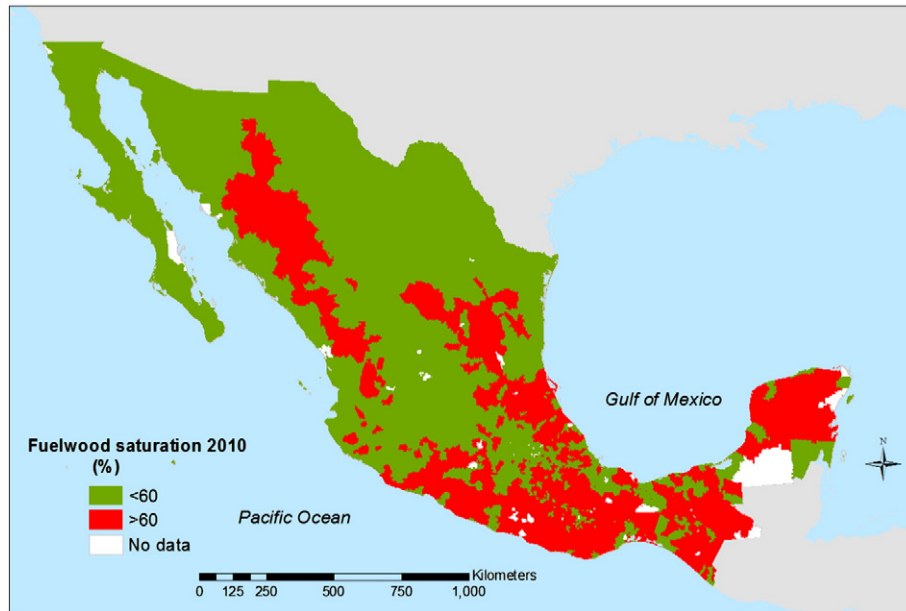 Gulf of Mexico
N
Fuelwood saturation 2010
(%)
<60
>60
No data
Pacific Ocean
Kilometers
0 125 250 500 750 1,000